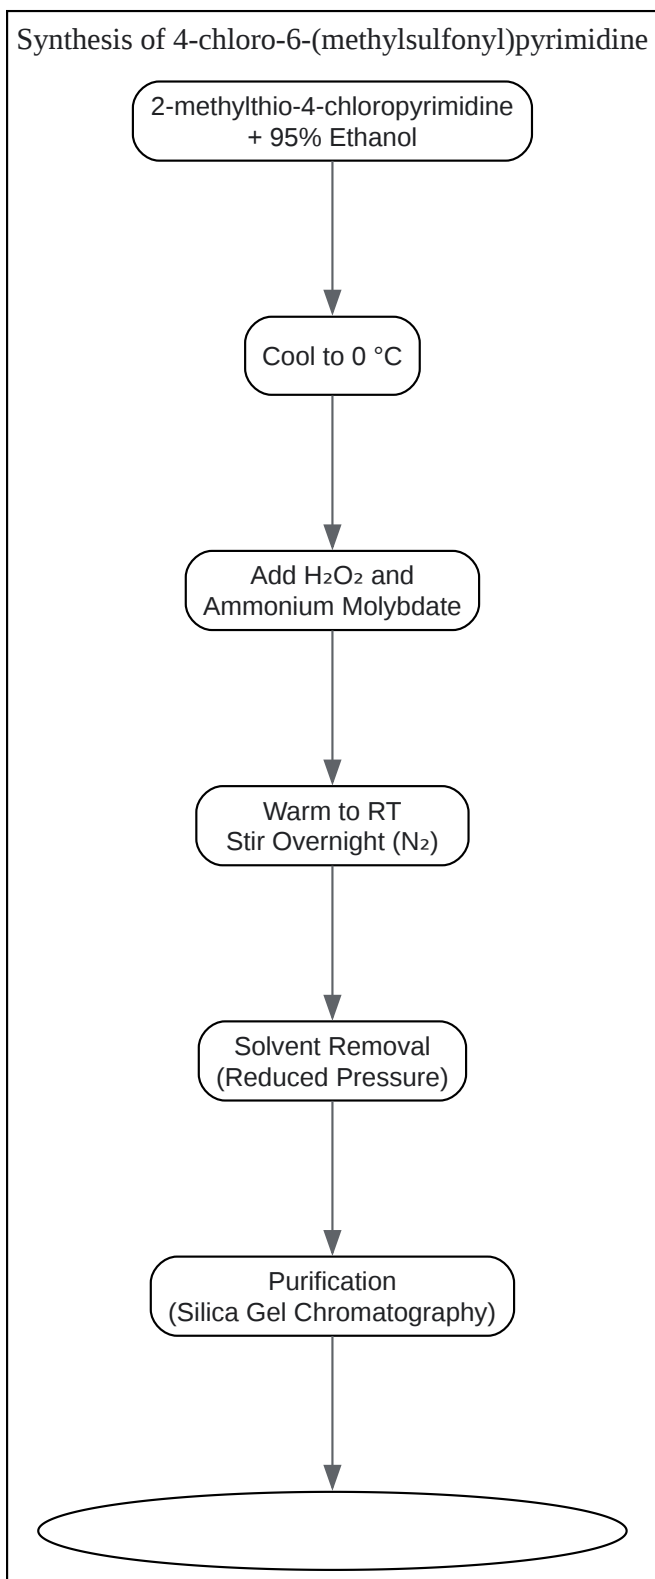 Synthesis of 4-chloro-6-(methylsulfonyl)pyrimidine
2-methylthio-4-chloropyrimidine
+ 95% Ethanol
Cool to 0 °C
Add H₂O₂ and
Ammonium Molybdate
Warm to RT
Stir Overnight (N₂)
Solvent Removal
(Reduced Pressure)
Purification
(Silica Gel Chromatography)